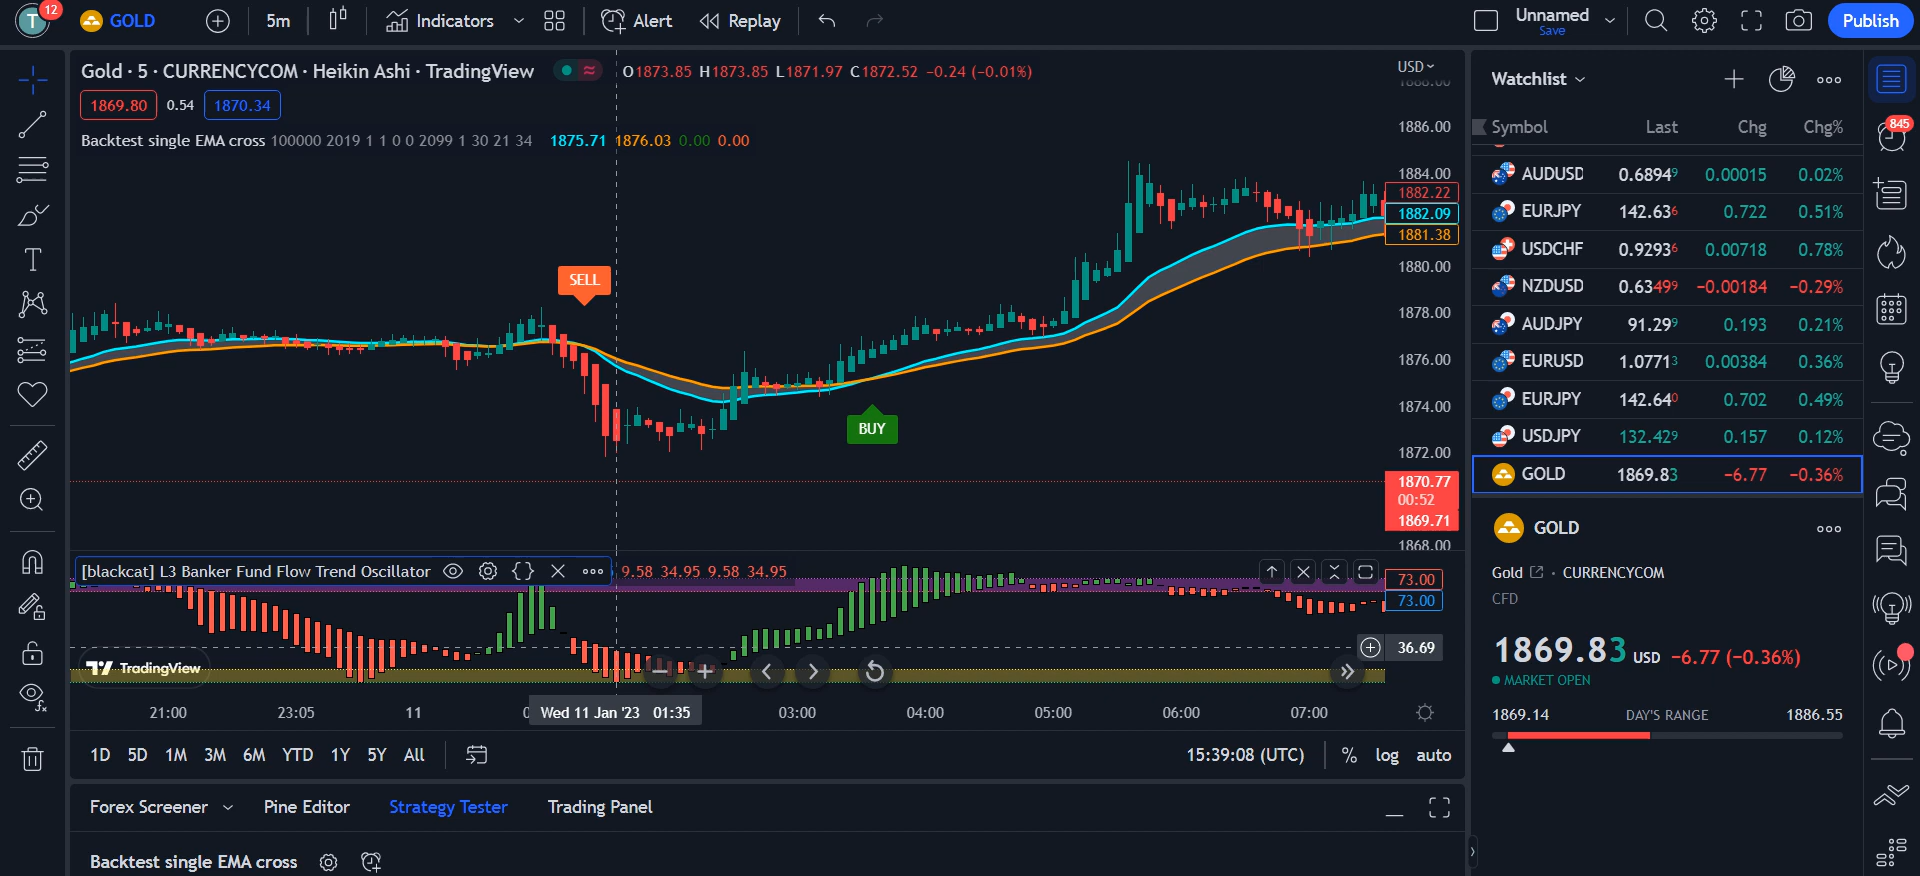 T 12 GOLD 5m Indicators Alert Replay Unnamed Save Publish
Gold · 5 · CURRENCYCOM · Heikin Ashi · TradingView O1873.85 H1873.85 L1871.97 C1872.52 −0.24 (−0.01%)
1869.80 0.54 1870.34
Backtest single EMA cross 100000 2019 1 1 0 0 2099 1 30 21 34 1875.71 1876.03 0.00 0.00
USD
1888.00
1886.00
1884.00
1882.22
1882.09
1881.38
1880.00
1878.00
1876.00
1874.00
1872.00
1870.77
00:52
1869.71
1868.00
SELL
BUY
[blackcat] L3 Banker Fund Flow Trend Oscillator {} 9.58 34.95 9.58 34.95
73.00
73.00
36.69
TradingView
21:00 23:05 11 Wed 11 Jan '23 01:35 03:00 04:00 05:00 06:00 07:00
1D 5D 1M 3M 6M YTD 1Y 5Y All 15:39:08 (UTC) % log auto
Forex Screener Pine Editor Strategy Tester Trading Panel
Backtest single EMA cross
Watchlist
Symbol Last Chg Chg%
AUDUSD 0.68949 0.00015 0.02%
EURJPY 142.636 0.722 0.51%
USDCHF 0.92936 0.00718 0.78%
NZDUSD 0.63499 −0.00184 −0.29%
AUDJPY 91.299 0.193 0.21%
EURUSD 1.07713 0.00384 0.36%
EURJPY 142.640 0.702 0.49%
USDJPY 132.429 0.157 0.12%
GOLD 1869.83 −6.77 −0.36%
GOLD
Gold · CURRENCYCOM
CFD
1869.83 USD −6.77 (−0.36%)
MARKET OPEN
1869.14 DAY'S RANGE 1886.55
845